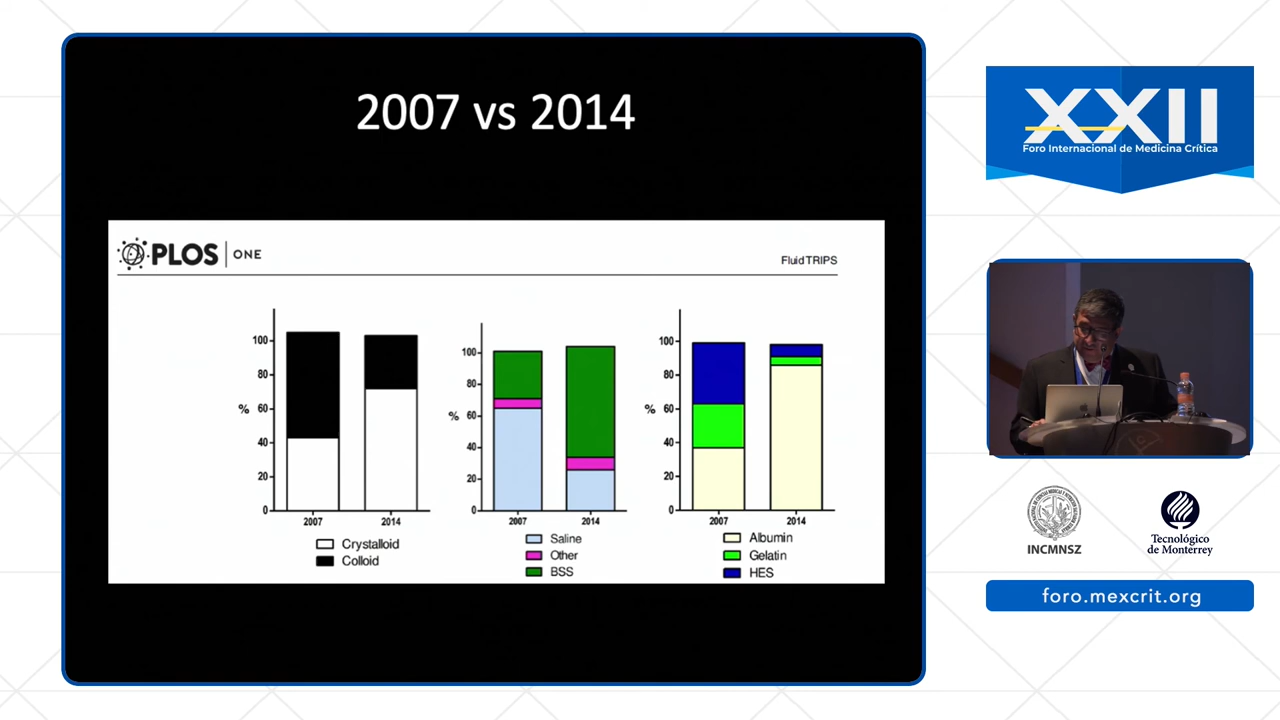 2007 vs 2014
PLOS ONE
FluidTRIPS
100
80
60
40
20
0
%
2007
2014
Crystalloid
Colloid
100
80
60
40
20
0
%
2007
2014
Saline
Other
BSS
100
80
60
40
20
0
%
2007
2014
Albumin
Gelatin
HES
XXII
Foro Internacional de Medicina Crítica
INCMNSZ
Tecnológico
de Monterrey
foro.mexcrit.org